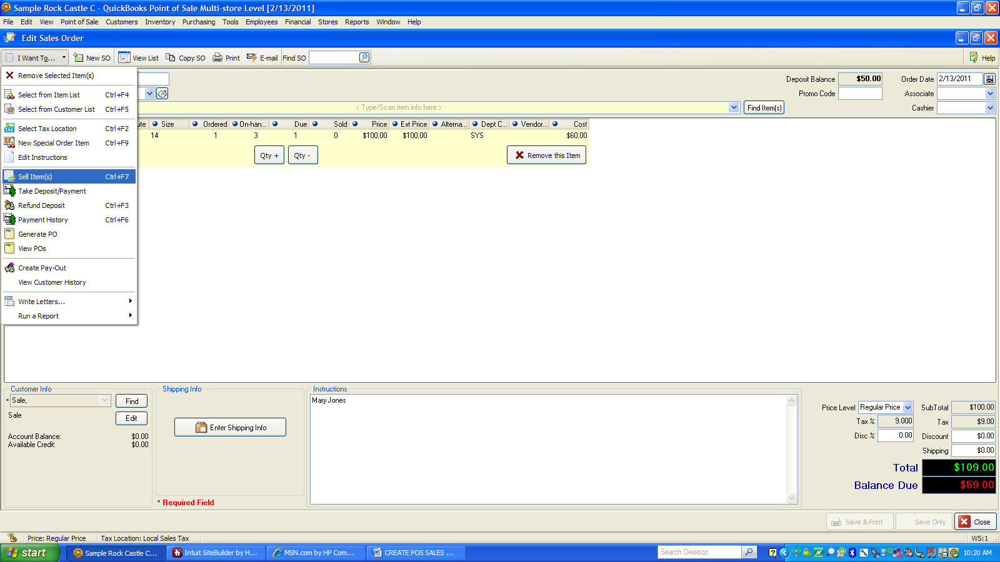 Sample Rock Castle C - QuickBooks Point of Sale Multi-store Level [2/13/2011]
File Edit View Point of Sale Customers Inventory Purchasing Tools Employees Financial Stores Reports Window Help
Edit Sales Order
I Want To... New SO View List Copy SO Print E-mail Find SO Help
Remove Selected Item(s)
Select from Item List Ctrl+F4
Select from Customer List Ctrl+F5
Select Tax Location Ctrl+F2
New Special Order Item Ctrl+F9
Edit Instructions
Sell Item(s) Ctrl+F7
Take Deposit/Payment
Refund Deposit Ctrl+F3
Payment History Ctrl+F6
Generate PO
View POs
Create Pay-Out
View Customer History
Write Letters...
Run a Report
Deposit Balance $50.00 Order Date 2/13/2011
Promo Code Associate
< Type/Scan item info here > Find Item(s) Cashier
ute Size Ordered On-han... Due Sold Price Ext Price Alterna... Dept C... Vendor... Cost
14 1 3 1 0 $100.00 $100.00 SYS $60.00
Qty + Qty - Remove this Item
Customer Info
* Sale, Find
Sale Edit
Account Balance: $0.00
Available Credit: $0.00
Shipping Info
Enter Shipping Info
* Required Field
Instructions
Mary Jones
Price Level Regular Price SubTotal $100.00
Tax % 9.000 Tax $9.00
Disc % 0.00 Discount $0.00
Shipping $0.00
Total $109.00
Balance Due $59.00
Save & Print Save Only Close
Price: Regular Price Tax Location: Local Sales Tax WS:1
start Sample Rock Castle C... Intuit SiteBuilder by H... MSN.com by HP Com... CREATE POS SALES ... Search Desktop 10:20 AM